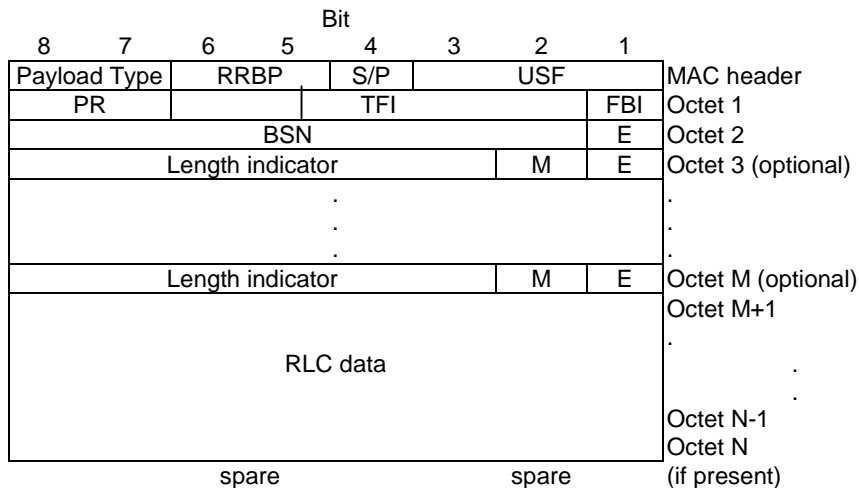 Bit
8 7 6 5 4 3 2 1
Payload Type RRBP S/P USF MAC header
PR TFI FBI Octet 1
BSN E Octet 2
Length indicator M E Octet 3 (optional)
. .
. .
. .
Length indicator M E Octet M (optional)
Octet M+1
.
RLC data .
.
Octet N-1
Octet N
spare spare (if present)